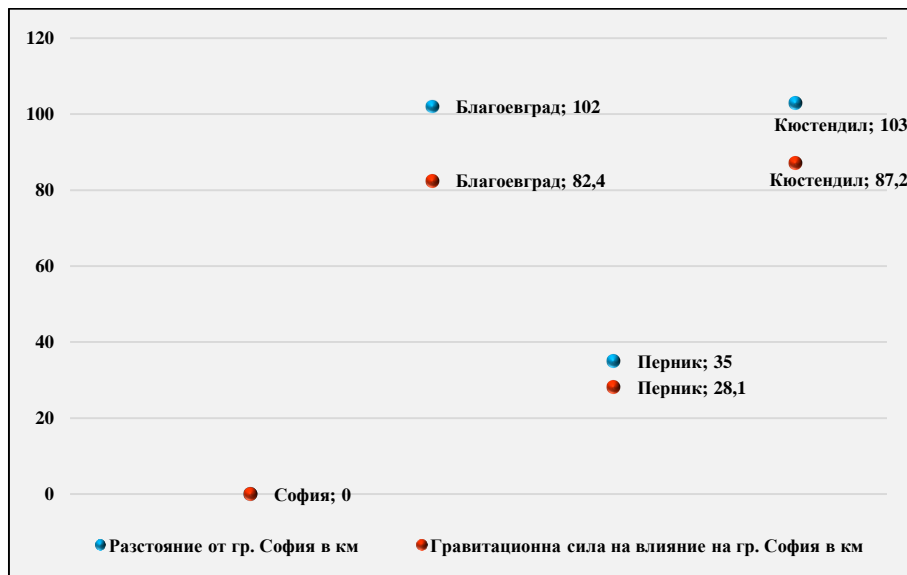 120
100
80
60
40
20
0
Благоевград; 102
Кюстендил; 103
Благоевград; 82,4
Кюстендил; 87,2
Перник; 35
Перник; 28,1
София; 0
Разстояние от гр. София в км
Гравитационна сила на влияние на гр. София в км